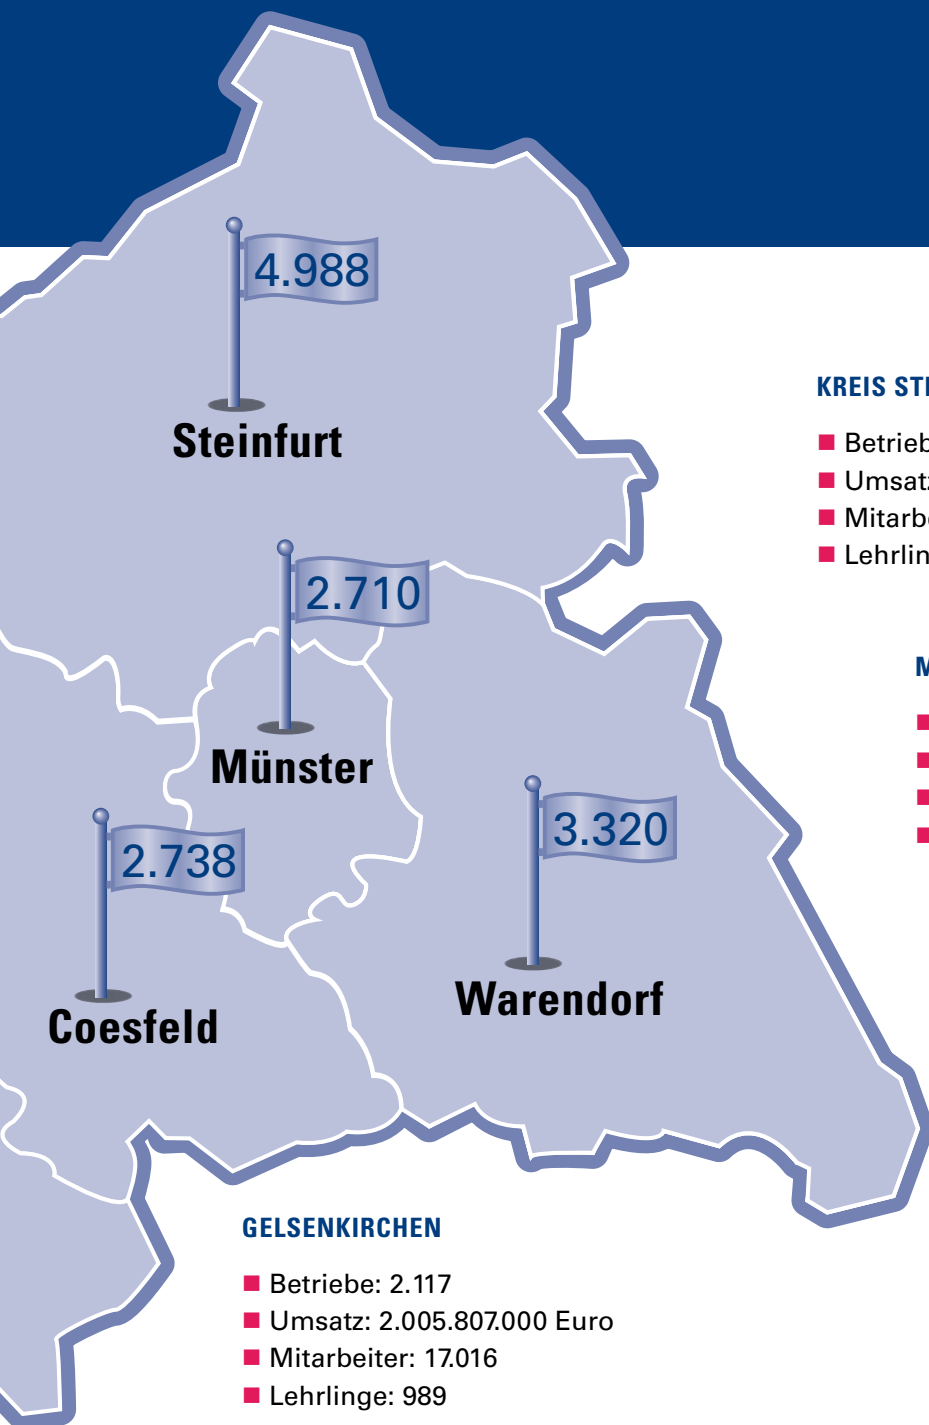 4.988
Steinfurt
KREIS
Betrieb
Umsatz
Mitarbe
Lehrlin
2.710
Münster
M
3.320
Warendorf
2.738
Coesfeld
GELSENKIRCHEN
Betriebe: 2.117
Umsatz: 2.005.807.000 Euro
Mitarbeiter: 17.016
Lehrlinge: 989